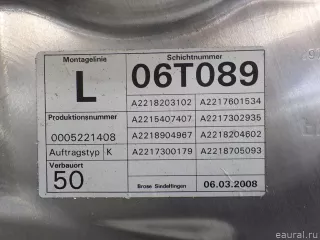 Montagelinie Schichtnummer
L 06T089
Produktionsnummer
0005221408
Auftragstyp K
Verbauort
50
A2218203102 A2217601534
A2215407407 A2217302935
A2218904967 A2218204602
A2217300179 A2218705093
Brose Sindelfingen 06.03.2008
eaural.ru